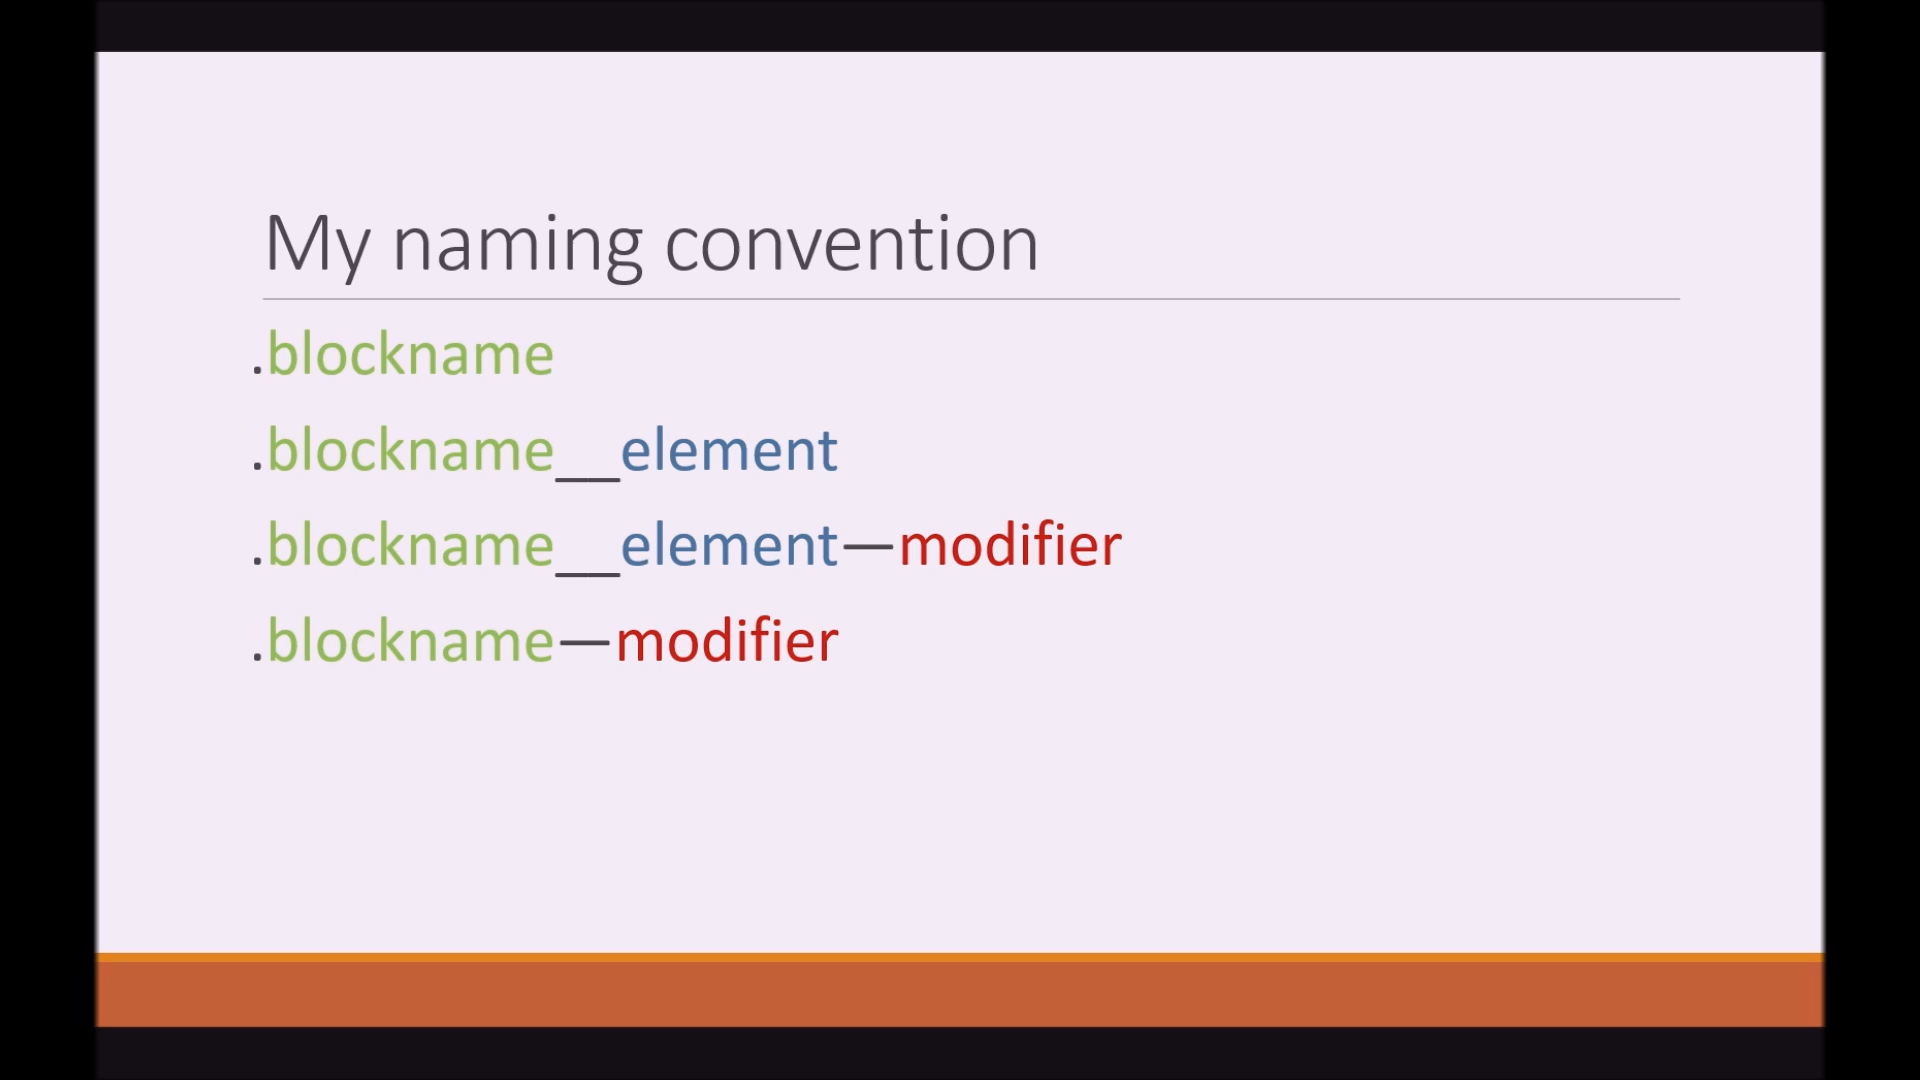 My naming convention
.blockname
.blockname__element
.blockname__element—modifier
.blockname—modifier